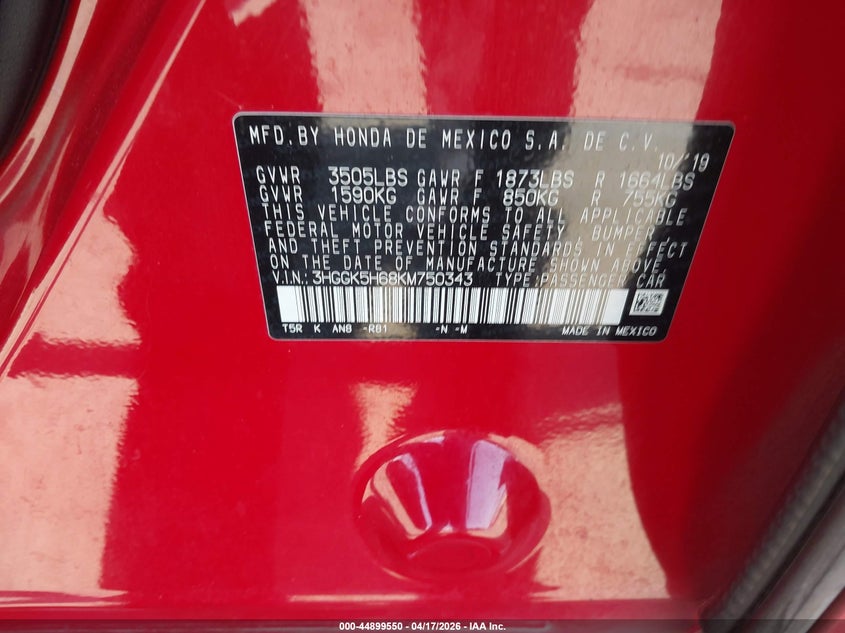 MFD.BY HONDA DE MEXICO S.A. DE C.V.
10/19
GVWR 3505LBS GAWR F 1873LBS R 1664LBS
GVWR 1590KG GAWR F 850KG R 755KG
THIS VEHICLE CONFORMS TO ALL APPLICABLE
FEDERAL MOTOR VEHICLE SAFETY, BUMPER,
AND THEFT PREVENTION STANDARDS IN EFFECT
ON THE DATE OF MANUFACTURE SHOWN ABOVE.
V.I.N.: 3HGGK5H68KM750343 TYPE:PASSENGER CAR
T5R K AN8 -R81 -N -M MADE IN MEXICO
000-44899550 | 04/17/2026 | IAA Inc.